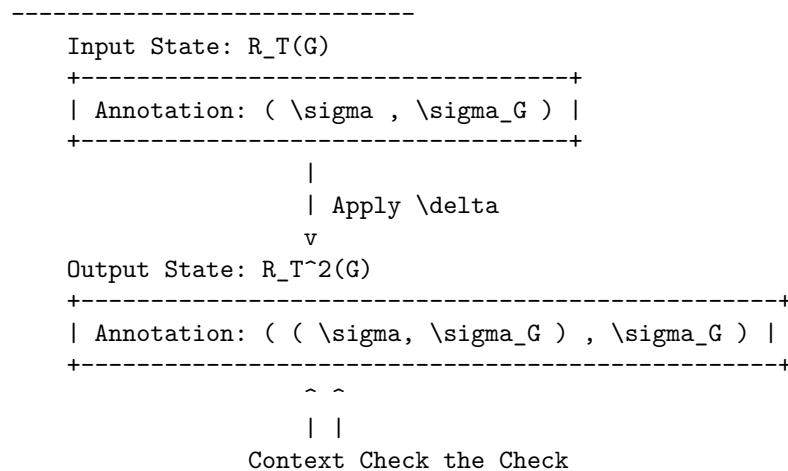 -----------------------------
Input State: R_T(G)
+-----------------------------------+
| Annotation: ( \sigma , \sigma_G ) |
+-----------------------------------+
|
| Apply \delta
v
Output State: R_T^2(G)
+--------------------------------------------------+
| Annotation: ( ( \sigma, \sigma_G ) , \sigma_G ) |
+--------------------------------------------------+
^ ^
| |
Context Check the Check